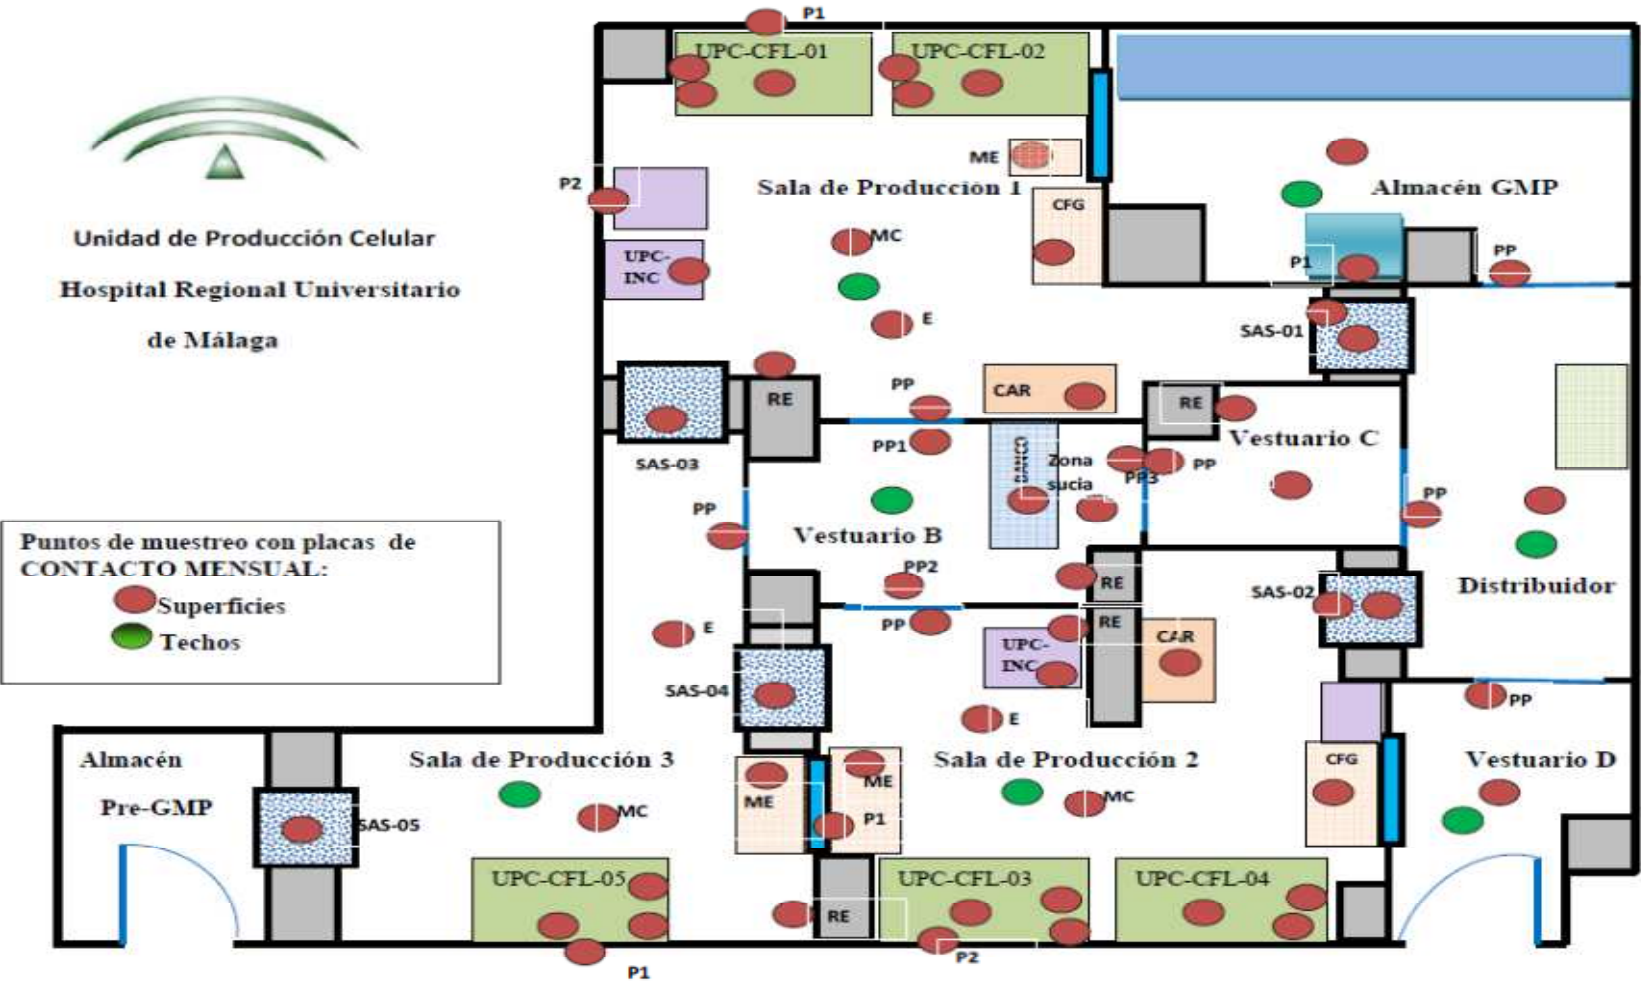 P1
UPC-CFL-01
UPC-CFL-02
ME
P2
Sala de Producción 1
Almacén GMP
CFG
MC
Unidad de Producción Celular
Hospital Regional Universitario
de Málaga
UPC-
INC
P1
PP
E
SAS-01
PP
CAR
RE
RE
PP1
BANCO
Zona
sucia
PP3
PP
Vestuario C
SAS-03
PP
PP
Vestuario B
Puntos de muestreo con placas de
CONTACTO MENSUAL:
Superficies
Techos
PP2
RE
SAS-02
Distribuidor
E
PP
RE
UPC-
INC
CAR
SAS-04
E
PP
Almacén
Pre-GMP
Sala de Producción 3
Sala de Producción 2
CFG
Vestuario D
ME
ME
MC
MC
P1
SAS-05
UPC-CFL-05
UPC-CFL-03
UPC-CFL-04
RE
P2
P1